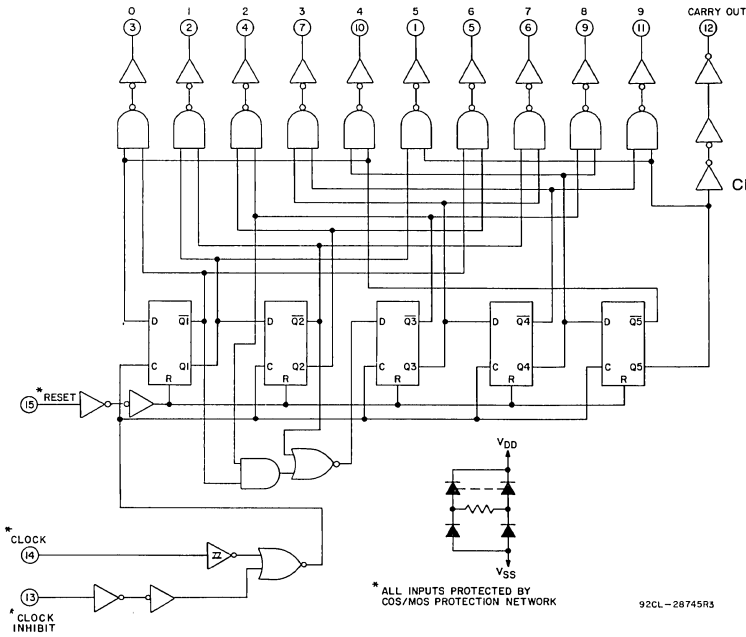 0 1 2 3 4 5 6 7 8 9 CARRY OUT
3 2 4 7 10 1 5 6 9 11 12
CI
D Q1 D Q2 D Q3 D Q4 D Q5
C Q1 C Q2 C Q3 C Q4 C Q5
R R R R R
15 * RESET
VDD
* CLOCK
14
13
* CLOCK
INHIBIT
VSS
* ALL INPUTS PROTECTED BY
COS/MOS PROTECTION NETWORK
92CL-28745R3